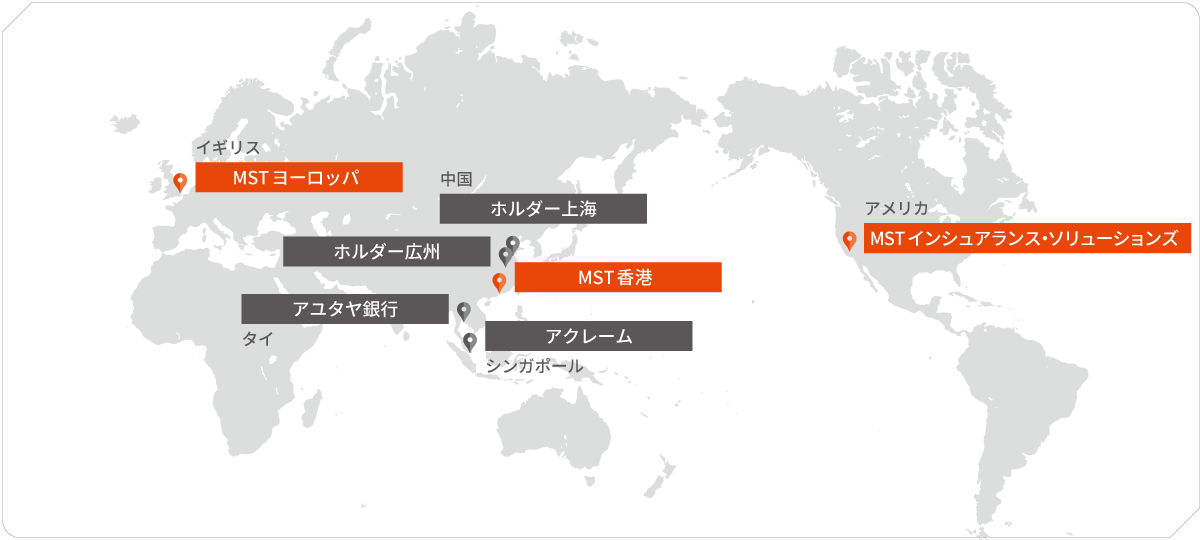 イギリス
MST ヨーロッパ
中国
ホルダー上海
アメリカ
MST インシュアランス・ソリューションズ
ホルダー広州
MST 香港
アユタヤ銀行
タイ
アクレーム
シンガポール